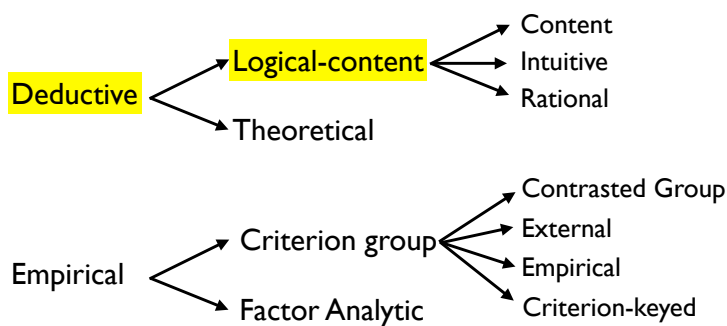 Deductive
Logical-content
Content
Intuitive
Rational
Theoretical
Empirical
Criterion group
Contrasted Group
External
Empirical
Criterion-keyed
Factor Analytic